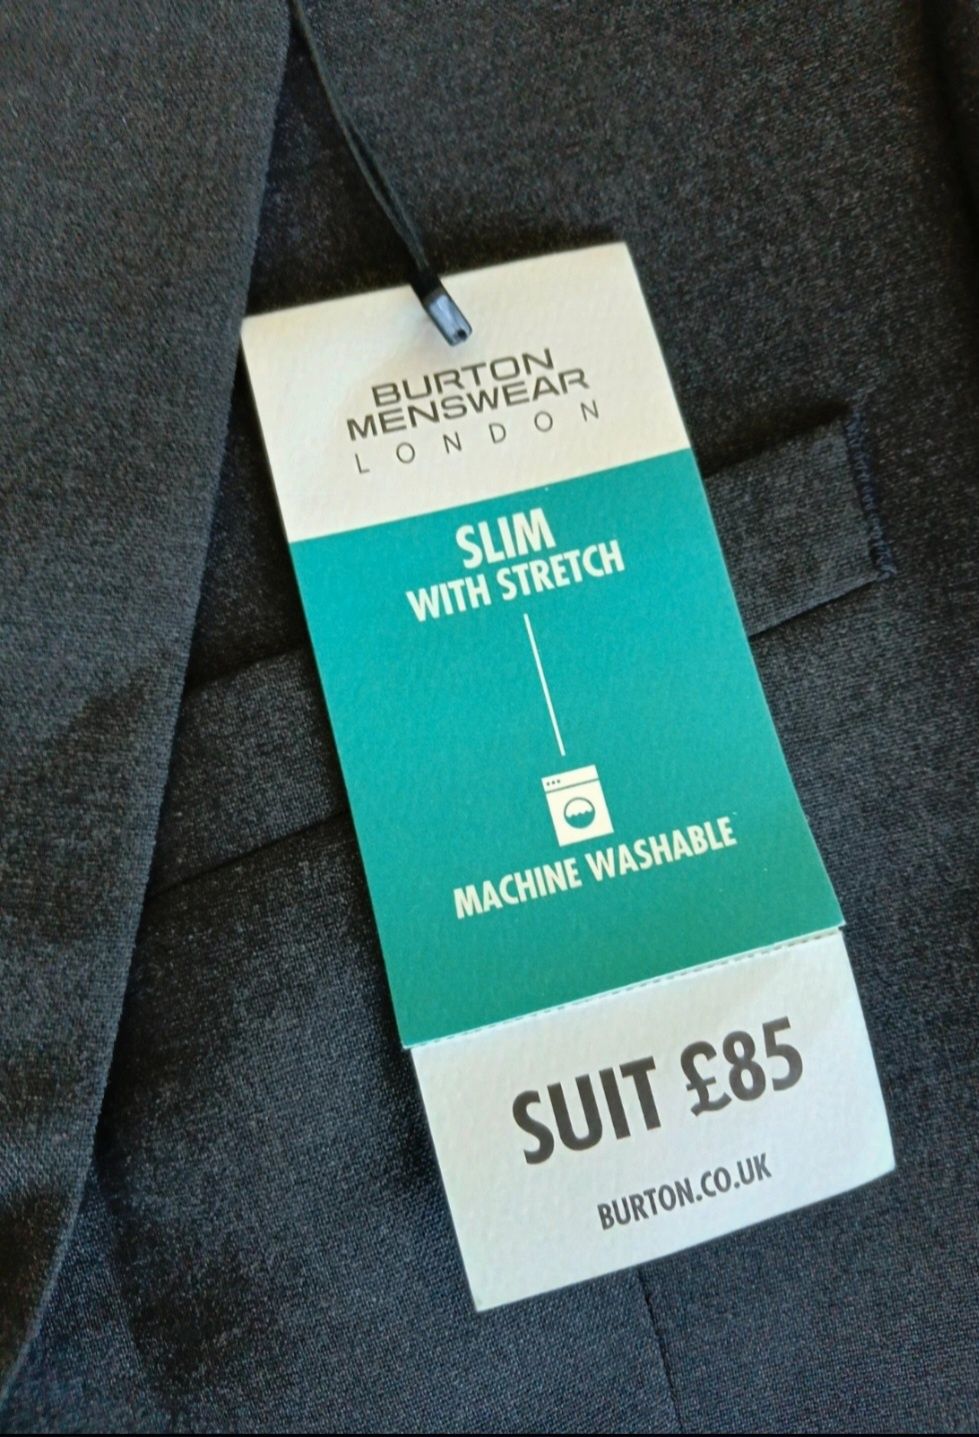 BURTON
MENSWEAR
LONDON
SLIM
WITH STRETCH
MACHINE WASHABLE
SUIT £85
BURTON.CO.UK